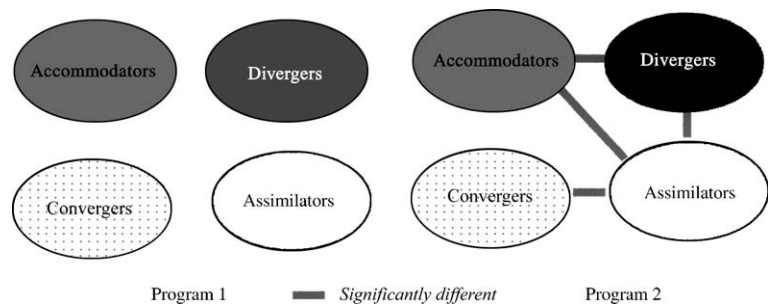 Accommodators
Divergers
Accommodators
Divergers
Convergers
Assimilators
Convergers
Assimilators
Program 1
Significantly different
Program 2